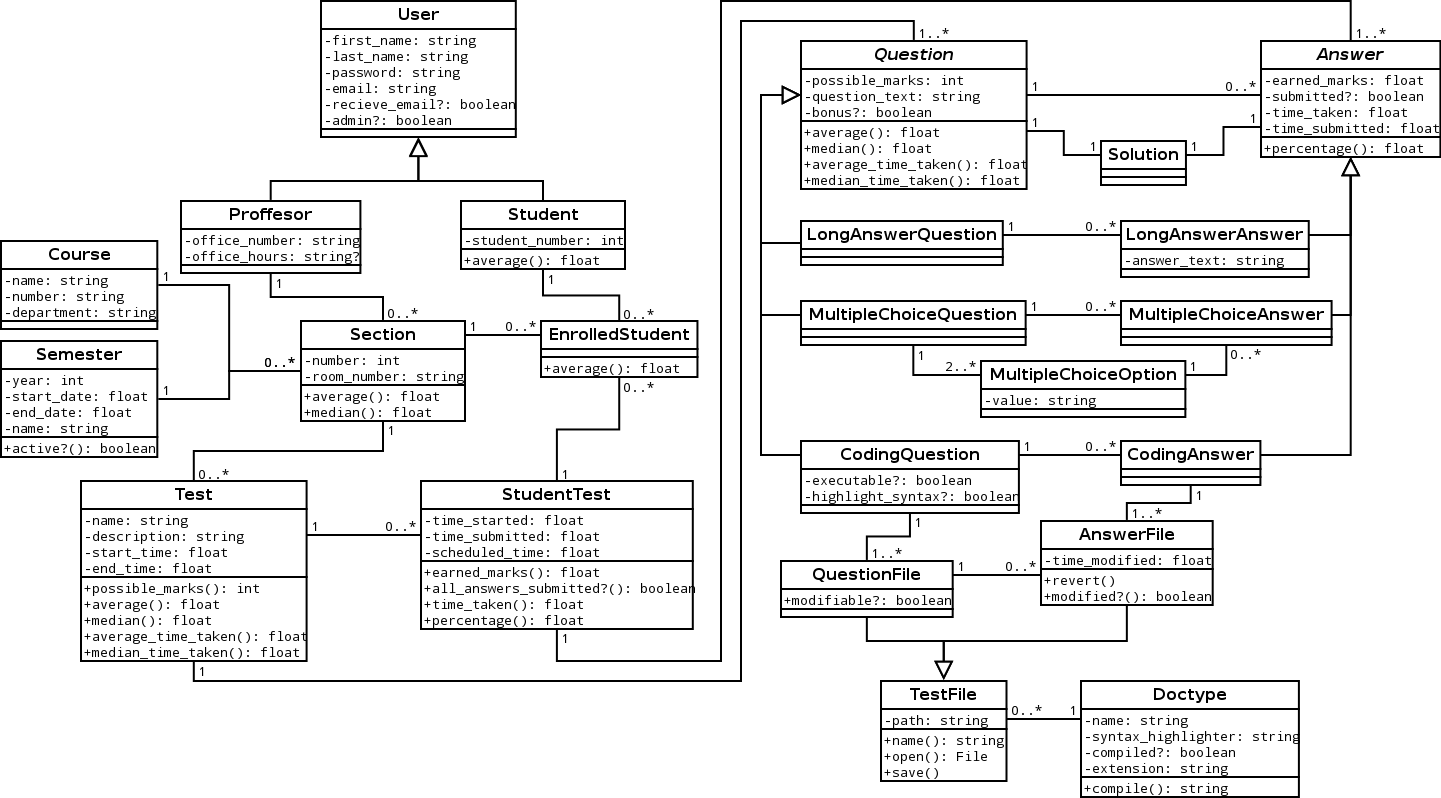 User
-first_name: string
-last_name: string
-password: string
-email: string
-recieve_email?: boolean
-admin?: boolean
Proffesor
-office_number: string
-office_hours: string?
1
Student
-student_number: int
+average(): float
1
Course
-name: string
-number: string
-department: string
1
Semester
-year: int
-start_date: float
-end_date: float
-name: string
+active?(): boolean
1
0..*
0..*
Section
-number: int
-room_number: string
+average(): float
+median(): float
1
0..*
1
0..*
EnrolledStudent
+average(): float
0..*
1
0..*
Test
-name: string
-description: string
-start_time: float
-end_time: float
+possible_marks(): int
+average(): float
+median(): float
+average_time_taken(): float
+median_time_taken(): float
1
1
0..*
StudentTest
-time_started: float
-time_submitted: float
-scheduled_time: float
+earned_marks(): float
+all_answers_submitted?(): boolean
+time_taken(): float
+percentage(): float
1
1..*
Question
-possible_marks: int
-question_text: string
-bonus?: boolean
+average(): float
+median(): float
+average_time_taken(): float
+median_time_taken(): float
1
0..*
1
1
Solution
1
1
1..*
Answer
-earned_marks: float
-submitted?: boolean
-time_taken: float
-time_submitted: float
+percentage(): float
LongAnswerQuestion
1
0..*
LongAnswerAnswer
-answer_text: string
MultipleChoiceQuestion
1
0..*
MultipleChoiceAnswer
1
2..*
MultipleChoiceOption
-value: string
1
0..*
CodingQuestion
-executable?: boolean
-highlight_syntax?: boolean
1
0..*
CodingAnswer
1
1
1..*
AnswerFile
-time_modified: float
+revert()
+modified?(): boolean
1..*
QuestionFile
+modifiable?: boolean
1
0..*
TestFile
-path: string
+name(): string
+open(): File
+save()
0..*
1
Doctype
-name: string
-syntax_highlighter: string
-compiled?: boolean
-extension: string
+compile(): string